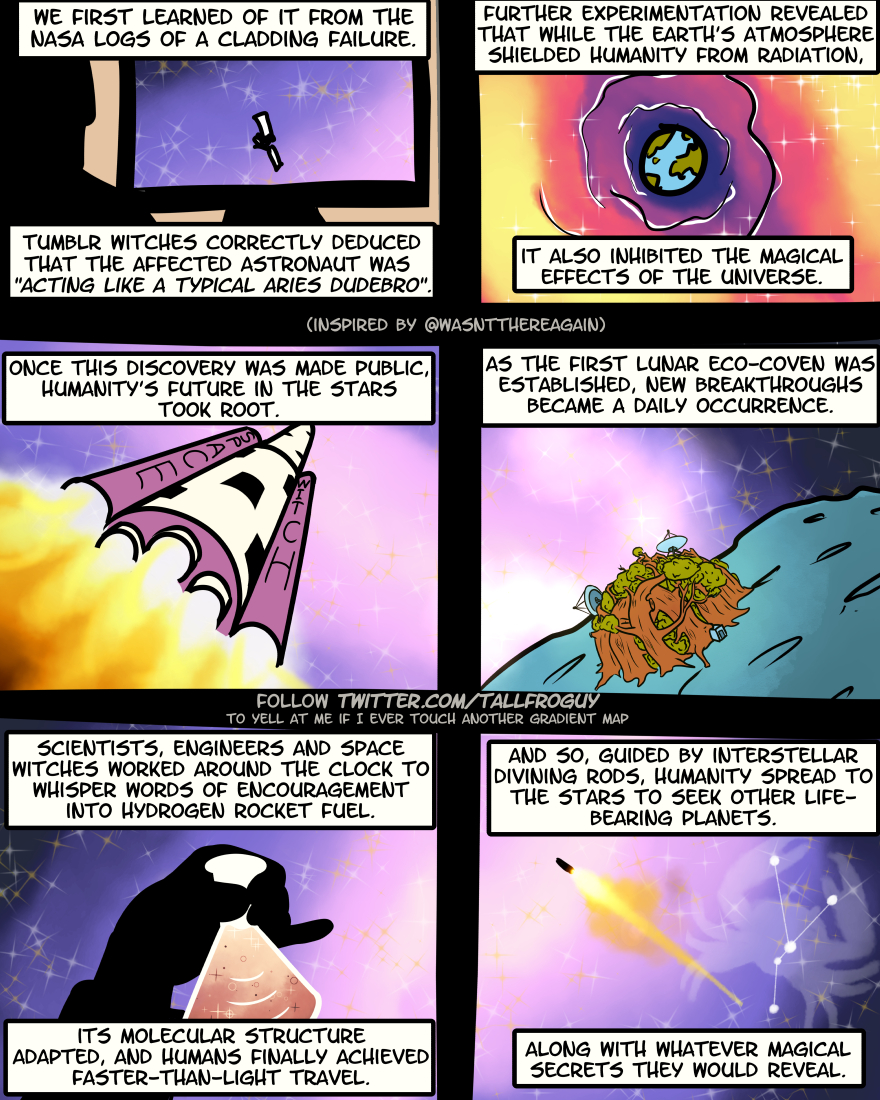 WE FIRST LEARNED OF IT FROM THE
NASA LOGS OF A CLADDING FAILURE.
TUMBLR WITCHES CORRECTLY DEDUCED
THAT THE AFFECTED ASTRONAUT WAS
"ACTING LIKE A TYPICAL ARIES DUDEBRO".
FURTHER EXPERIMENTATION REVEALED
THAT WHILE THE EARTH'S ATMOSPHERE
SHIELDED HUMANITY FROM RADIATION,
IT ALSO INHIBITED THE MAGICAL
EFFECTS OF THE UNIVERSE.
(INSPIRED BY @WASNTTHEREAGAIN)
ONCE THIS DISCOVERY WAS MADE PUBLIC,
HUMANITY'S FUTURE IN THE STARS
TOOK ROOT.
SPACE
WITCH
AS THE FIRST LUNAR ECO-COVEN WAS
ESTABLISHED, NEW BREAKTHROUGHS
BECAME A DAILY OCCURRENCE.
FOLLOW TWITTER.COM/TALLFROGUY
TO YELL AT ME IF I EVER TOUCH ANOTHER GRADIENT MAP
SCIENTISTS, ENGINEERS AND SPACE
WITCHES WORKED AROUND THE CLOCK TO
WHISPER WORDS OF ENCOURAGEMENT
INTO HYDROGEN ROCKET FUEL.
ITS MOLECULAR STRUCTURE
ADAPTED, AND HUMANS FINALLY ACHIEVED
FASTER-THAN-LIGHT TRAVEL.
AND SO, GUIDED BY INTERSTELLAR
DIVINING RODS, HUMANITY SPREAD TO
THE STARS TO SEEK OTHER LIFE-
BEARING PLANETS.
ALONG WITH WHATEVER MAGICAL
SECRETS THEY WOULD REVEAL.